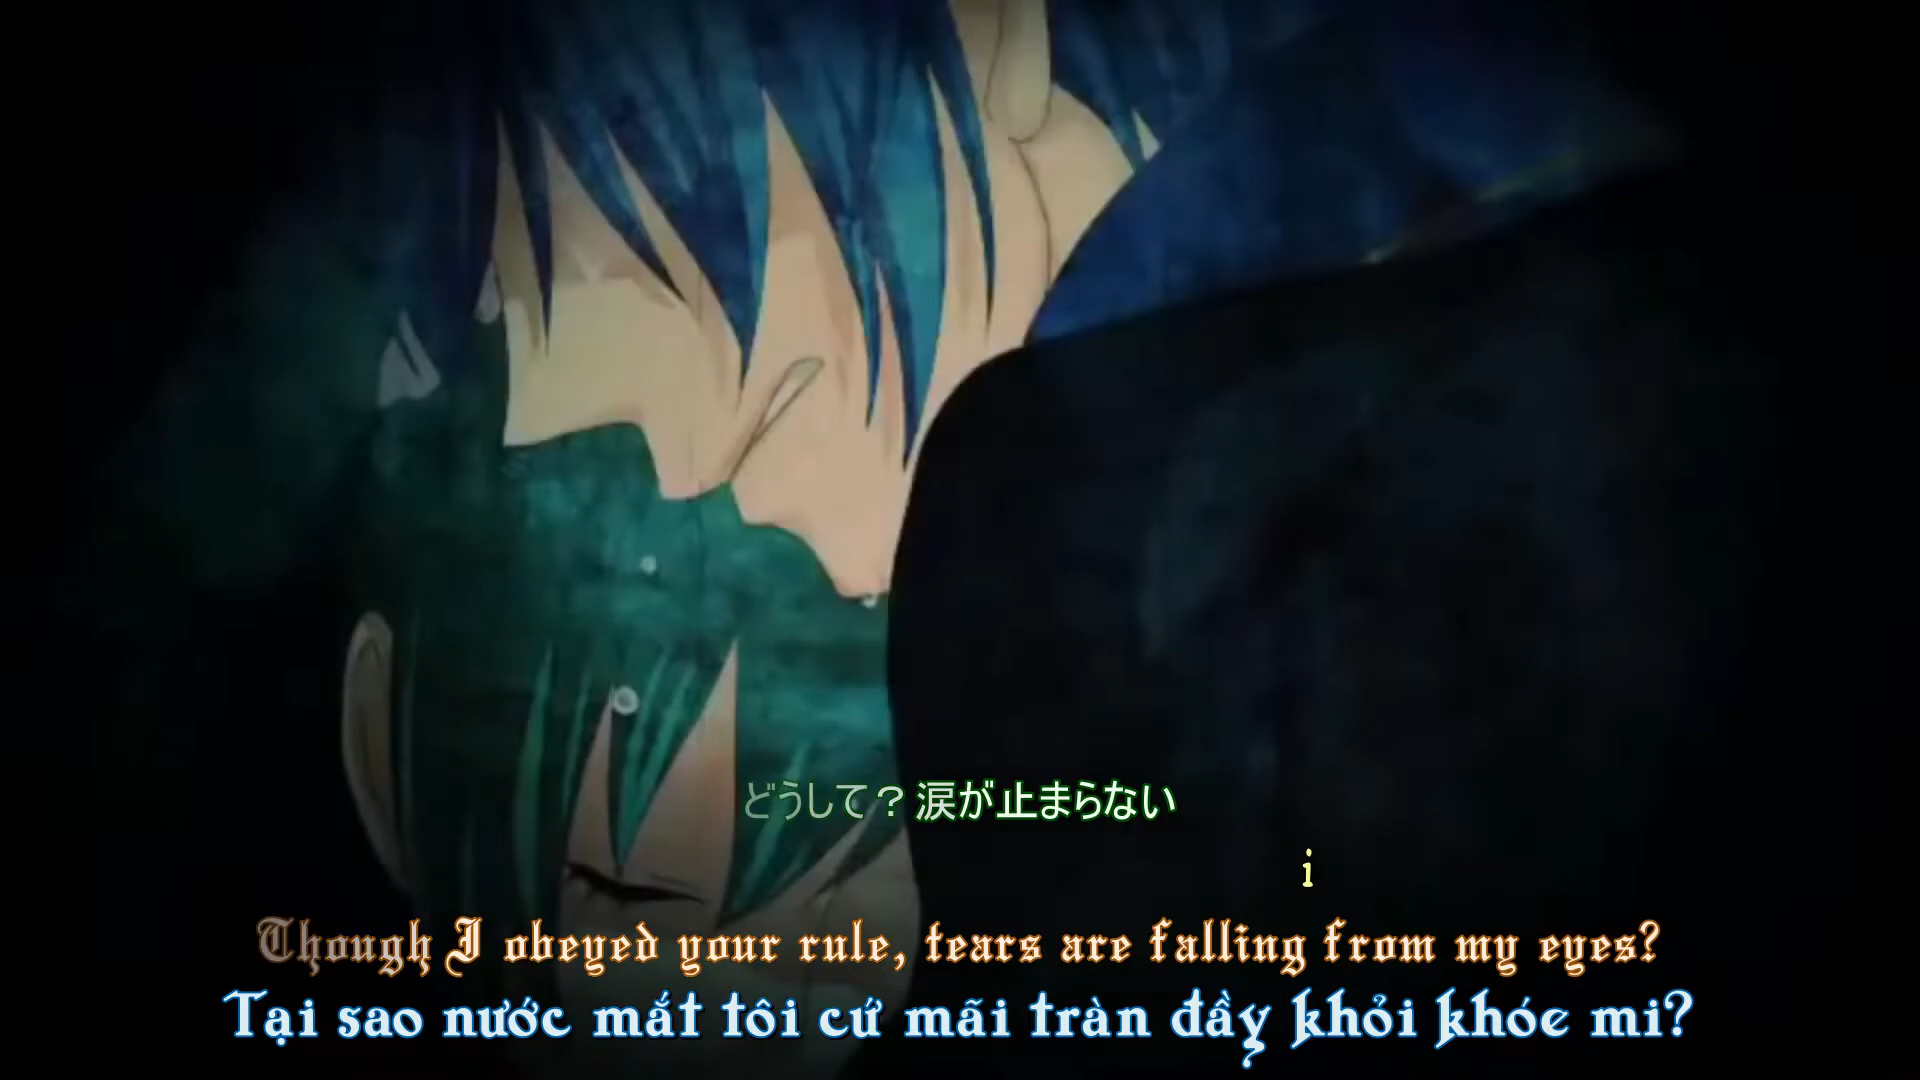 どうして？涙が止まらない
i
Though I obeyed your rule, tears are falling from my eyes?
Tại sao nước mắt tôi cứ mãi tràn đầy khỏi khóe mi?